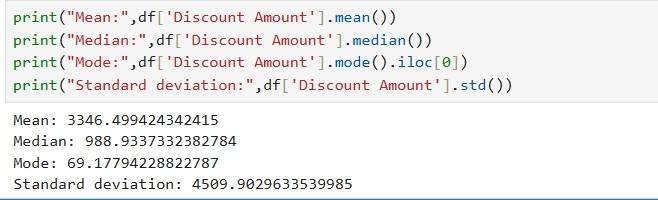 print("Mean:",df['Discount Amount'].mean())
print("Median:",df['Discount Amount'].median())
print("Mode:",df['Discount Amount'].mode().iloc[0])
print("Standard deviation:",df['Discount Amount'].std())
Mean: 3346.499424342415
Median: 988.9337332382784
Mode: 69.17794228822787
Standard deviation: 4509.9029633539985